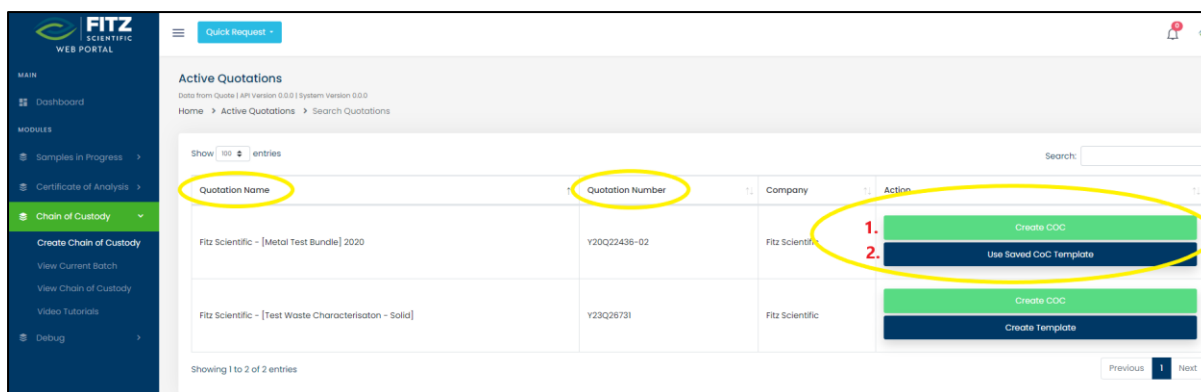 FITZ
SCIENTIFIC
WEB PORTAL
Quick Request
0
MAIN
Dashboard
MODULES
Samples in Progress
Certificate of Analysis
Chain of Custody
Create Chain of Custody
View Current Batch
View Chain of Custody
Video Tutorials
Debug
Active Quotations
Data from Quote | API Version 0.0.0 | System Version 0.0.0
Home > Active Quotations > Search Quotations
Show 100 entries
Search:
Quotation Name Quotation Number Company Action
Fitz Scientific - [Metal Test Bundle] 2020 Y20Q22436-02 Fitz Scientific
1. Create COC
2. Use Saved CoC Template
Fitz Scientific - [Test Waste Characterisaton - Solid] Y23Q26731 Fitz Scientific
Create COC
Create Template
Showing 1 to 2 of 2 entries
Previous 1 Next